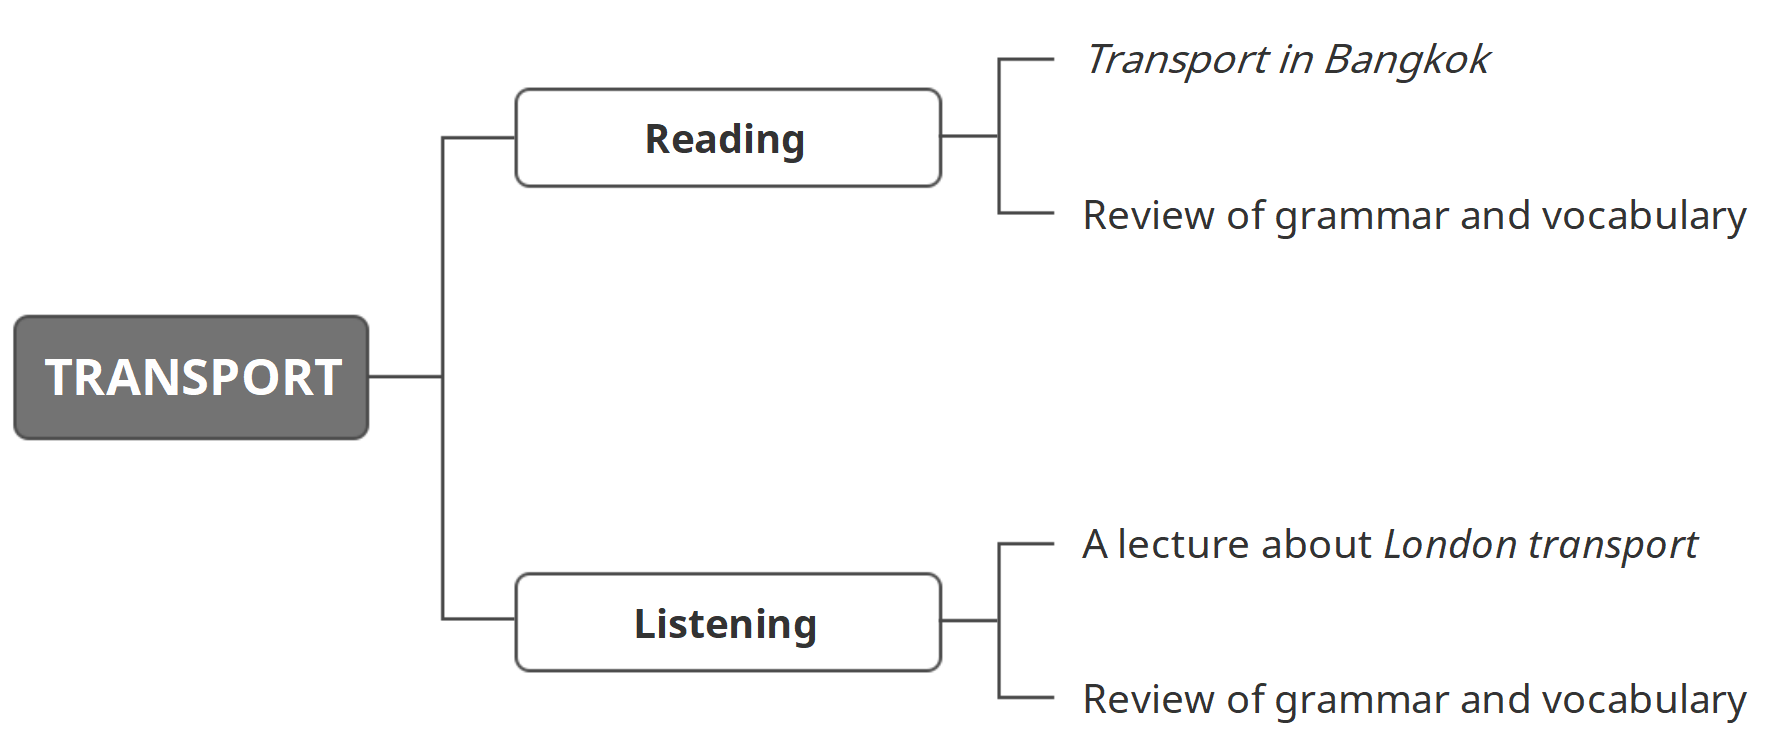 TRANSPORT
Reading
Transport in Bangkok
Review of grammar and vocabulary
Listening
A lecture about London transport
Review of grammar and vocabulary